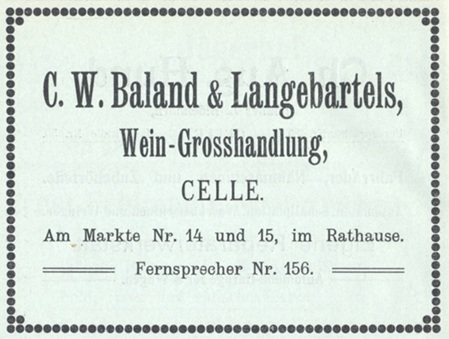 C. W. Baland & Langebartels,
Wein-Grosshandlung,
CELLE.
Am Markte Nr. 14 und 15, im Rathause.
Fernsprecher Nr. 156.